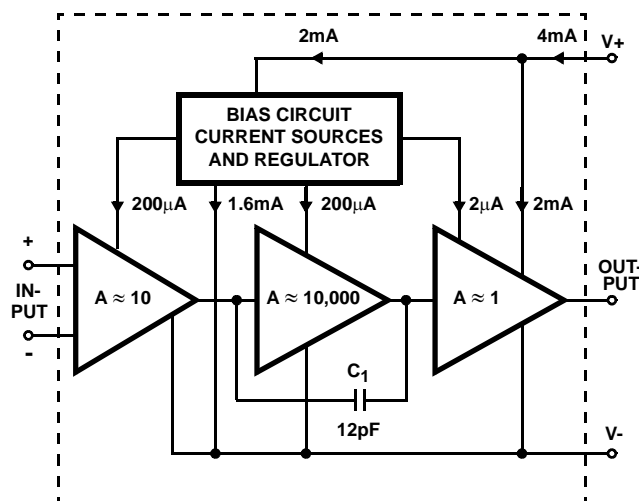 2mA
4mA
V+
BIAS CIRCUIT
CURRENT SOURCES
AND REGULATOR
200μA
1.6mA
200μA
2μA
2mA
+
IN-
PUT
-
A ≈ 10
A ≈ 10,000
A ≈ 1
OUT-
PUT
C1
12pF
V-